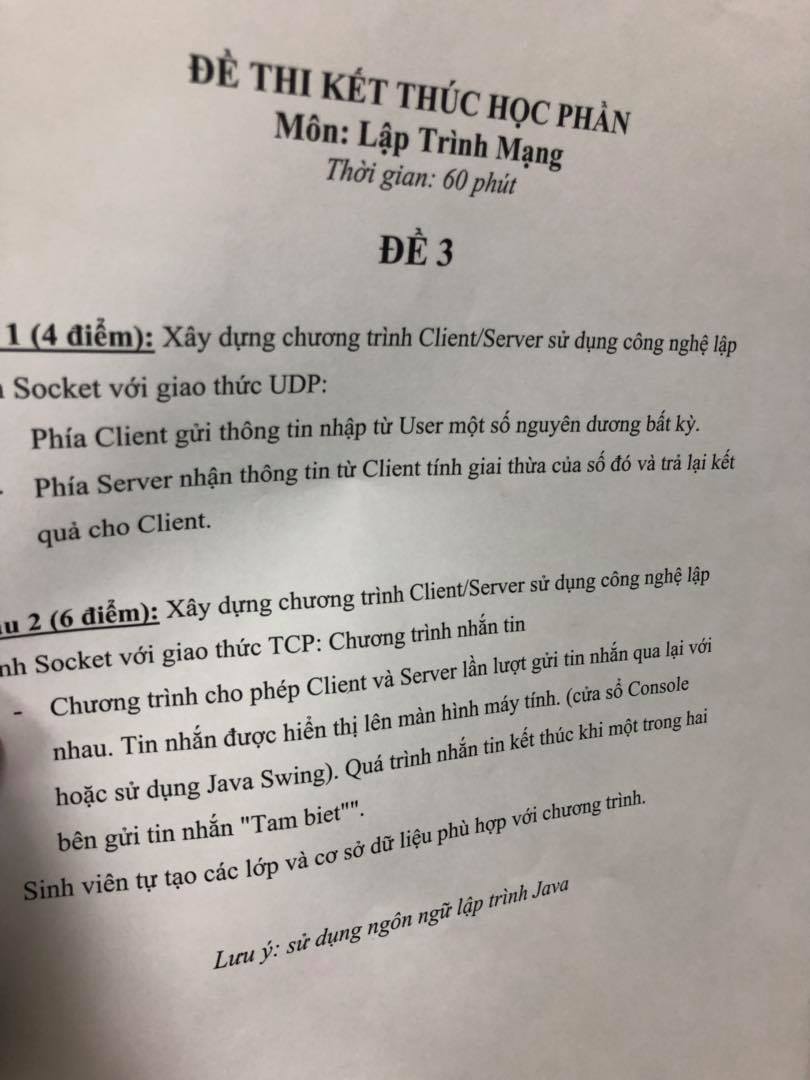 ĐỀ THI KẾT THÚC HỌC PHẦN
Môn: Lập Trình Mạng
Thời gian: 60 phút
ĐỀ 3
1 (4 điểm): Xây dựng chương trình Client/Server sử dụng công nghệ lập
Socket với giao thức UDP:
Phía Client gửi thông tin nhập từ User một số nguyên dương bất kỳ.
Phía Server nhận thông tin từ Client tính giai thừa của số đó và trả lại kết
quả cho Client.
u 2 (6 điểm): Xây dựng chương trình Client/Server sử dụng công nghệ lập
nh Socket với giao thức TCP: Chương trình nhắn tin
- Chương trình cho phép Client và Server lần lượt gửi tin nhắn qua lại với
nhau. Tin nhắn được hiển thị lên màn hình máy tính. (cửa sổ Console
hoặc sử dụng Java Swing). Quá trình nhắn tin kết thúc khi một trong hai
bên gửi tin nhắn "Tam biet"".
Sinh viên tự tạo các lớp và cơ sở dữ liệu phù hợp với chương trình.
Lưu ý: sử dụng ngôn ngữ lập trình Java